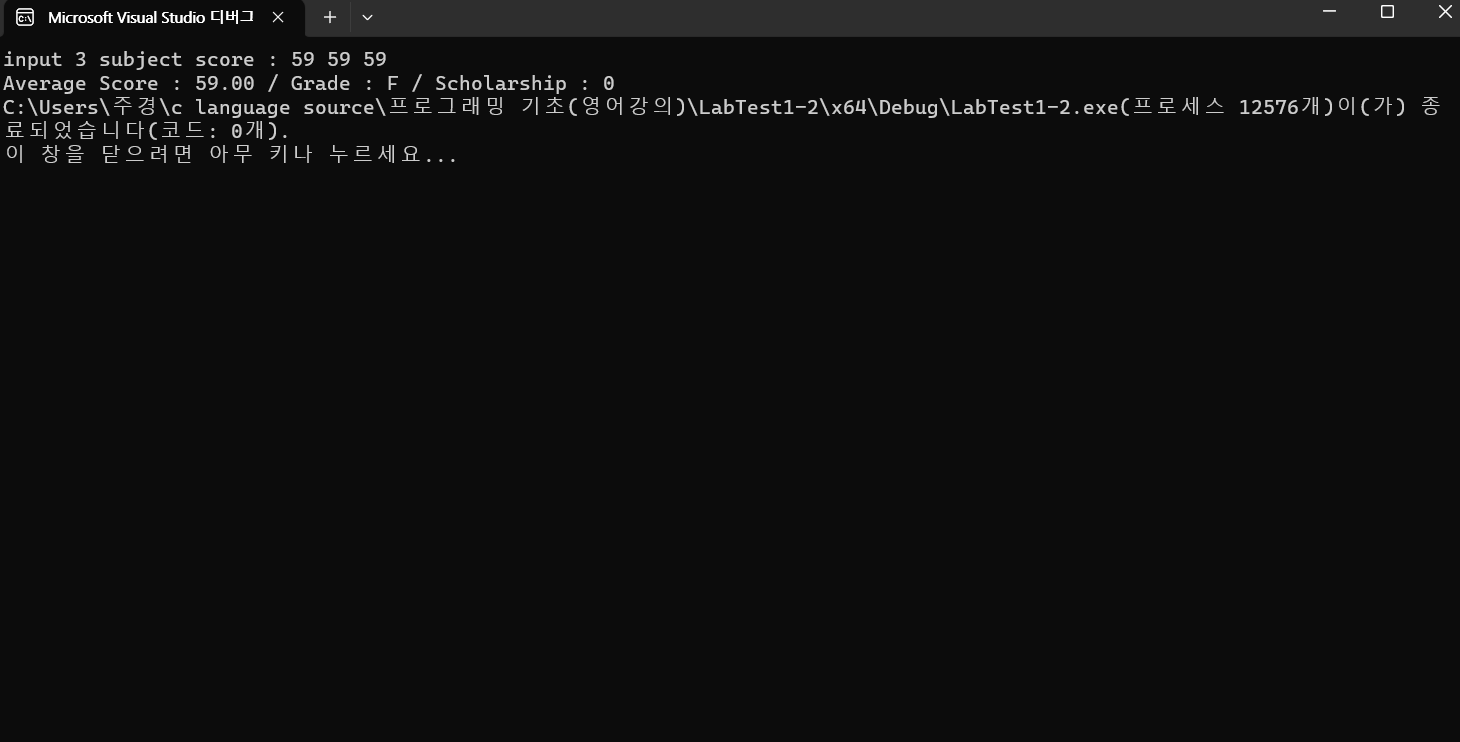 Microsoft Visual Studio 디버그
input 3 subject score : 59 59 59
Average Score : 59.00 / Grade : F / Scholarship : 0
C:\Users\주경\c language source\프로그래밍 기초(영어강의)\LabTest1-2\x64\Debug\LabTest1-2.exe(프로세스 12576개)이(가) 종
료되었습니다(코드: 0개).
이 창을 닫으려면 아무 키나 누르세요...